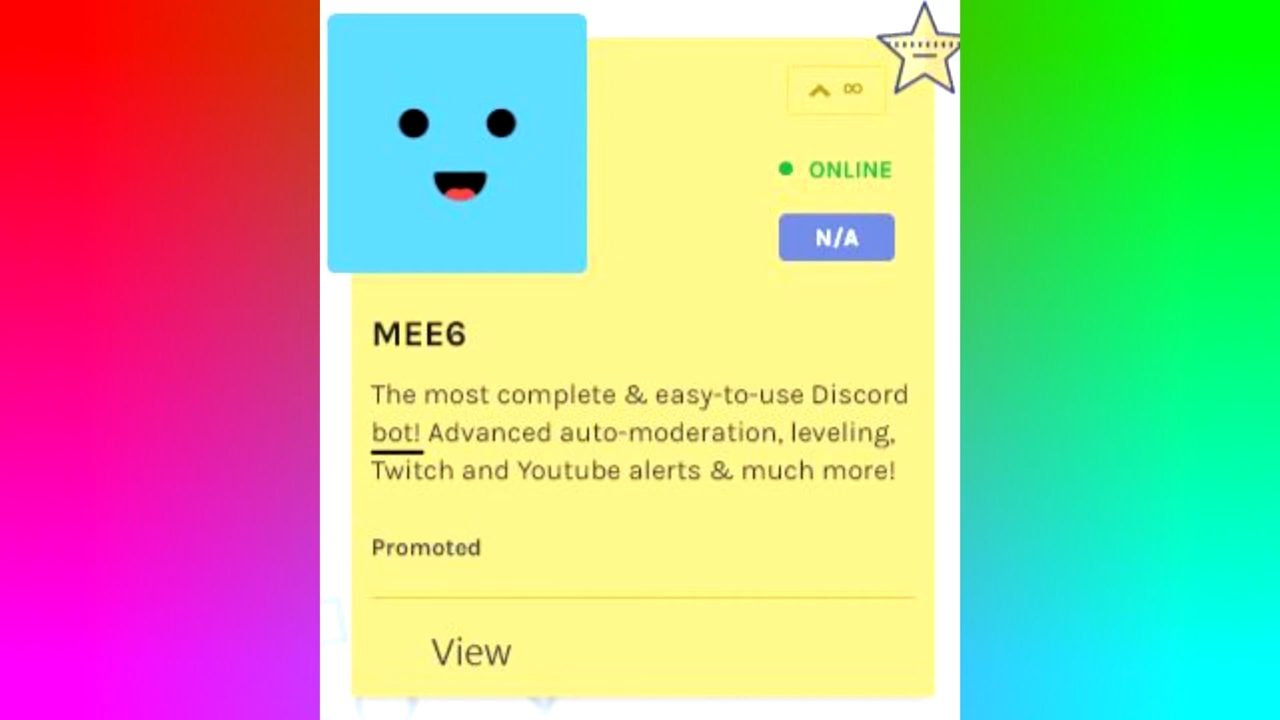 ∞
ONLINE
N/A
MEE6
The most complete & easy-to-use Discord
bot! Advanced auto-moderation, leveling,
Twitch and Youtube alerts & much more!
Promoted
View